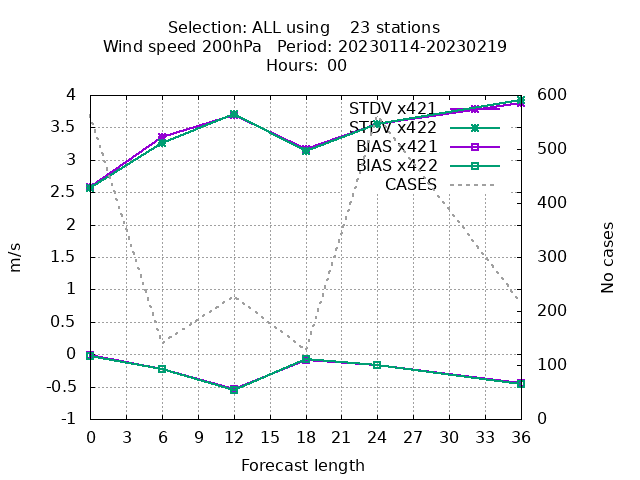 Selection: ALL using    23 stations
Wind speed 200hPa   Period: 20230114-20230219
Hours:  00
STDV x421
STDV x422
BIAS x421
BIAS x422
CASES
4
3.5
3
2.5
2
1.5
1
0.5
0
-0.5
-1
m/s
600
500
400
300
200
100
0
No cases
0 3 6 9 12 15 18 21 24 27 30 33 36
Forecast length